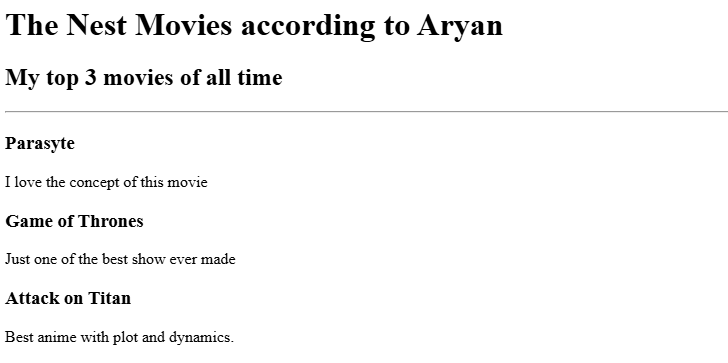 The Nest Movies according to Aryan
My top 3 movies of all time
Parasyte
I love the concept of this movie
Game of Thrones
Just one of the best show ever made
Attack on Titan
Best anime with plot and dynamics.